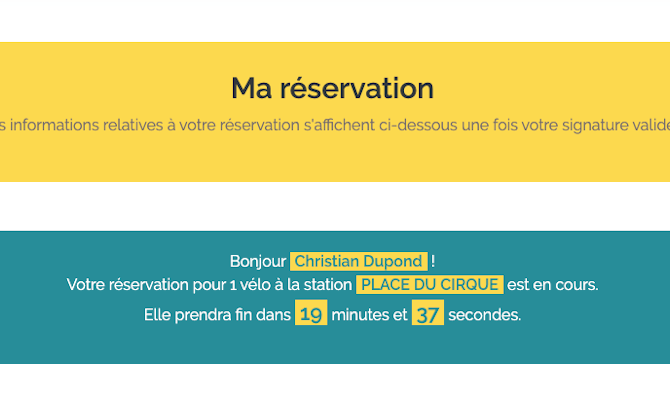 Ma réservation
s informations relatives à votre réservation s'affichent ci-dessous une fois votre signature valid
Bonjour Christian Dupond !
Votre réservation pour 1 vélo à la station PLACE DU CIRQUE est en cours.
Elle prendra fin dans 19 minutes et 37 secondes.